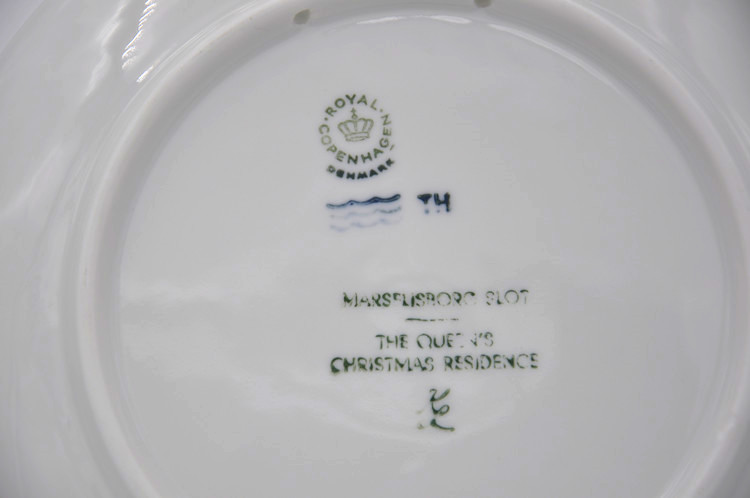 ROYAL
COPENHAGEN
DENMARK
TH
MARSELISBORG SLOT
THE QUEEN'S
CHRISTMAS RESIDENCE